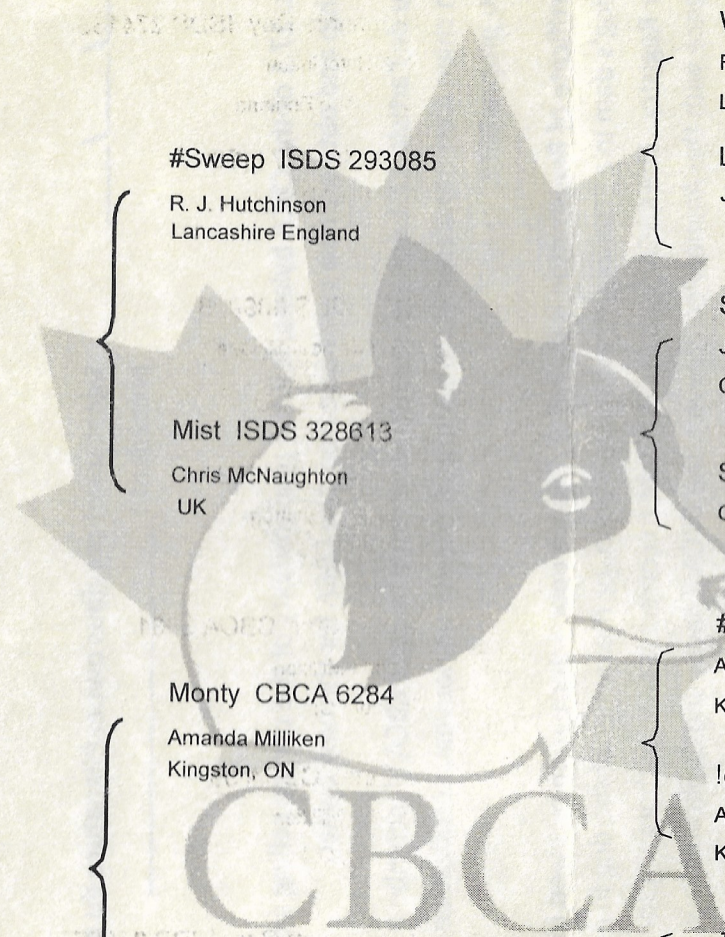 #Sweep ISDS 293085
R. J. Hutchinson
Lancashire England
Mist ISDS 328613
Chris McNaughton
UK
Monty CBCA 6284
Amanda Milliken
Kingston, ON
CBCA